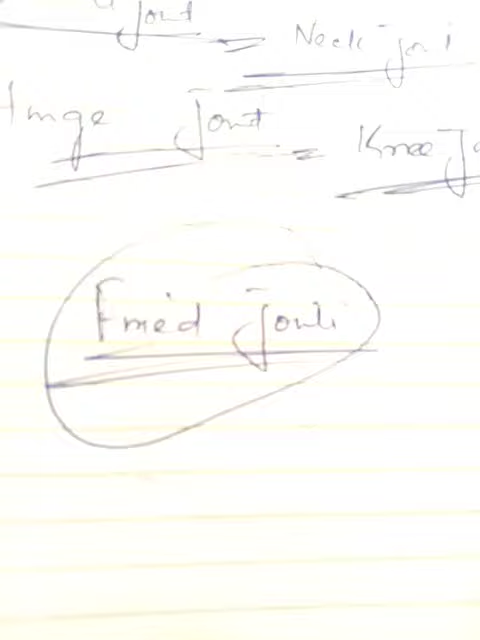 Joint = Neck Joi
Hinge Joint = Knee J
Fixed Joint